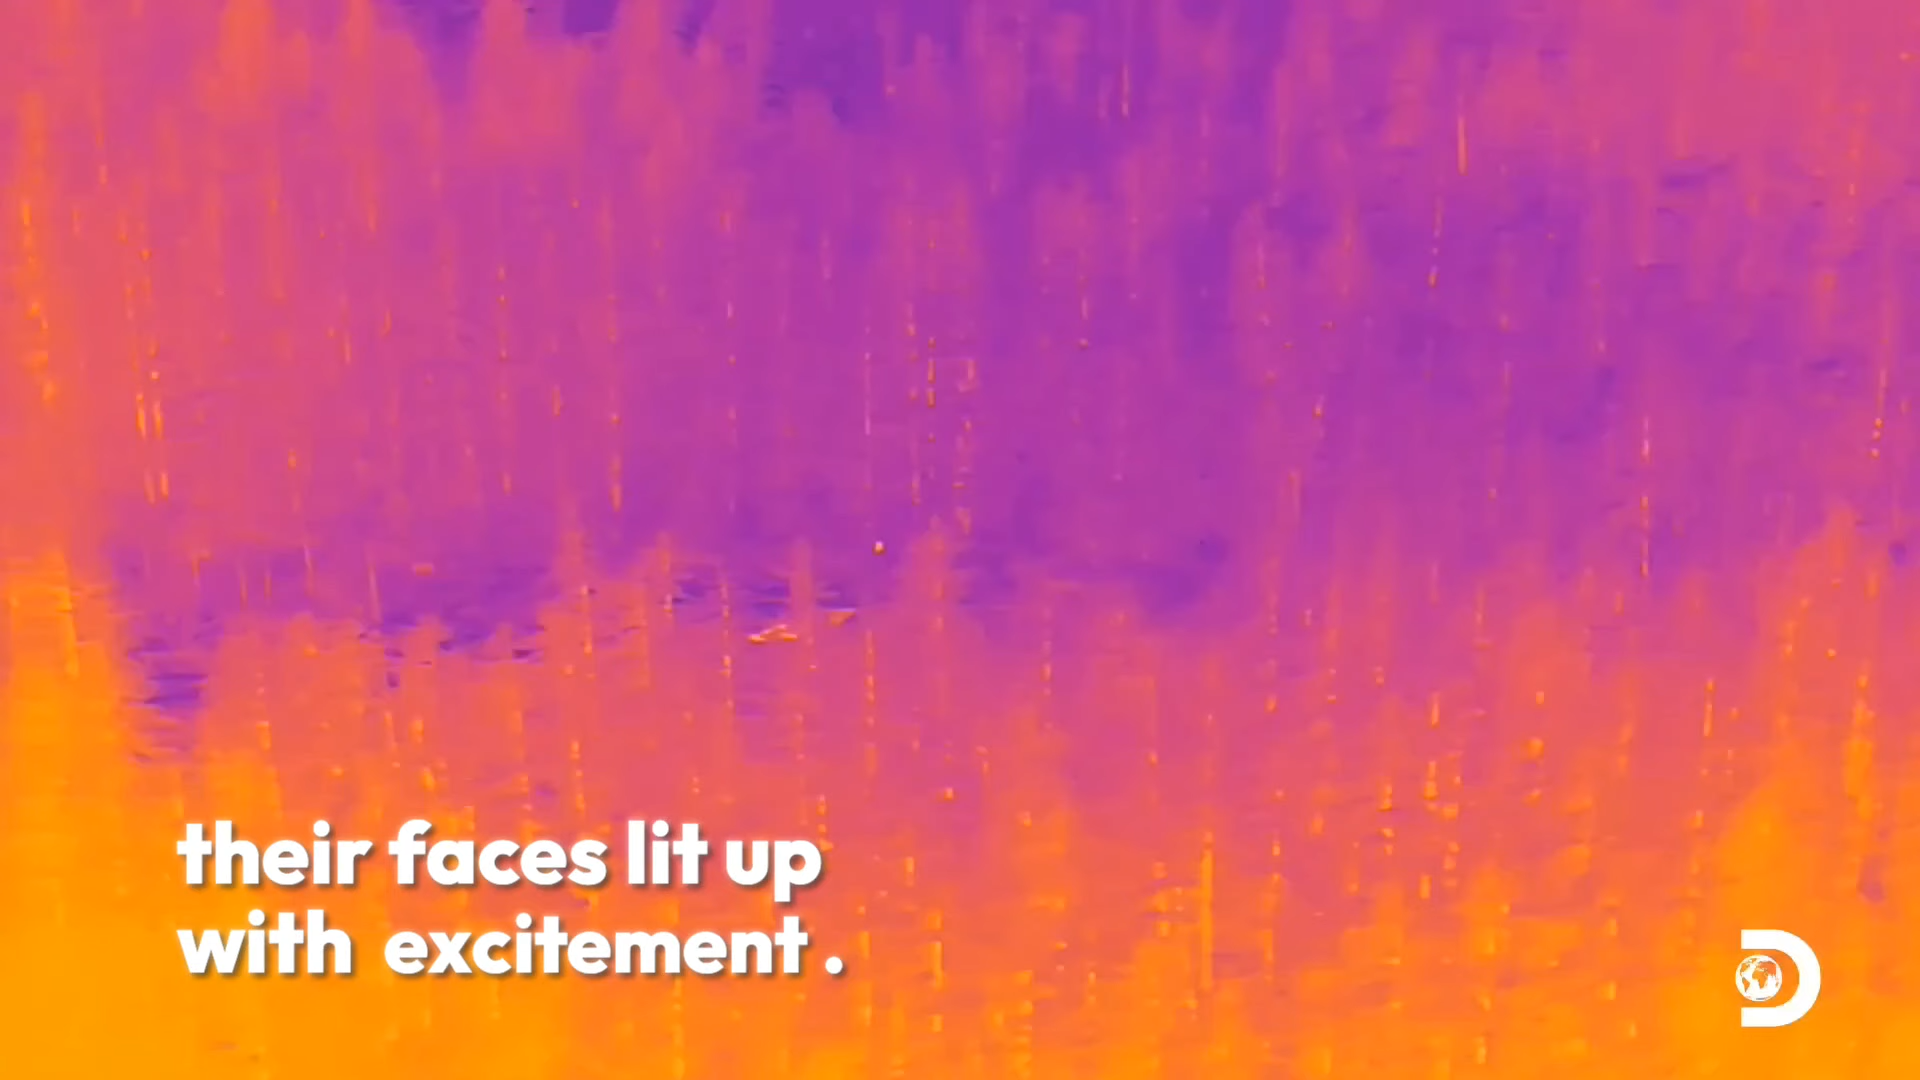 their faces lit up
with excitement .